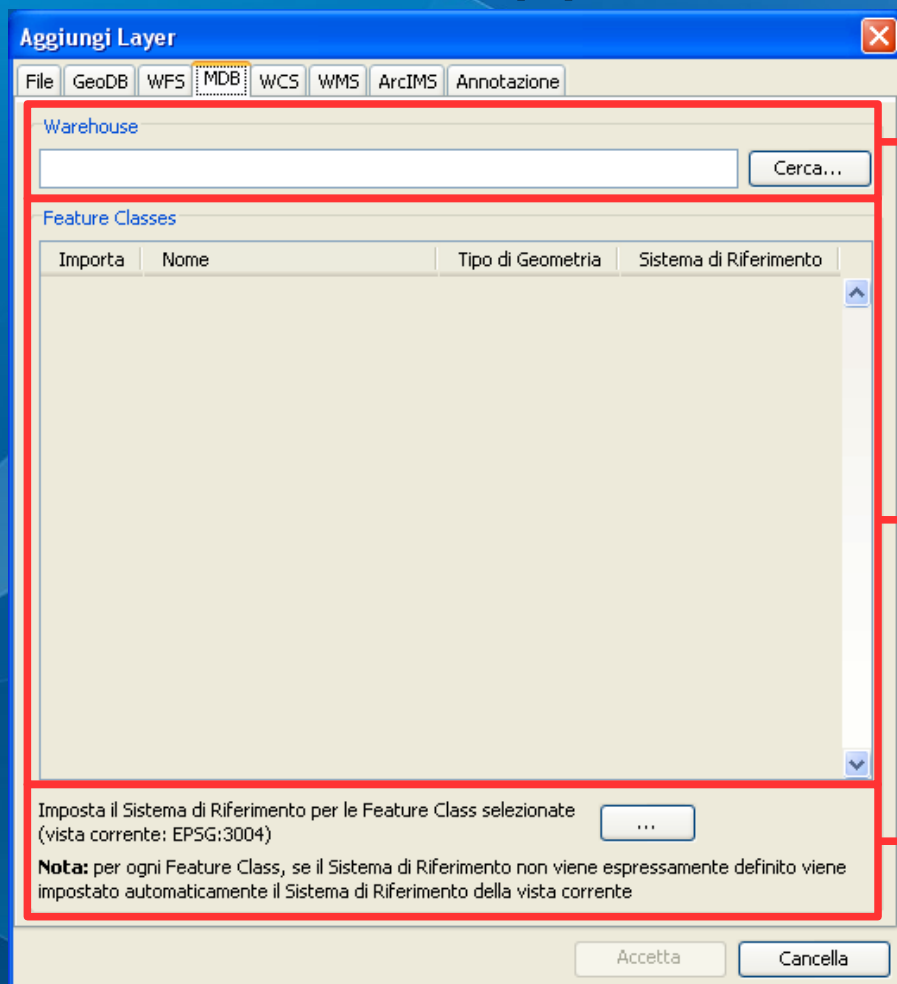 Aggiungi Layer
File GeoDB WFS MDB WCS WMS ArcIMS Annotazione
Warehouse
Cerca...
Feature Classes
Importa Nome Tipo di Geometria Sistema di Riferimento
Imposta il Sistema di Riferimento per le Feature Class selezionate
(vista corrente: EPSG:3004)
...
Nota: per ogni Feature Class, se il Sistema di Riferimento non viene espressamente definito viene
impostato automaticamente il Sistema di Riferimento della vista corrente
Accetta Cancella